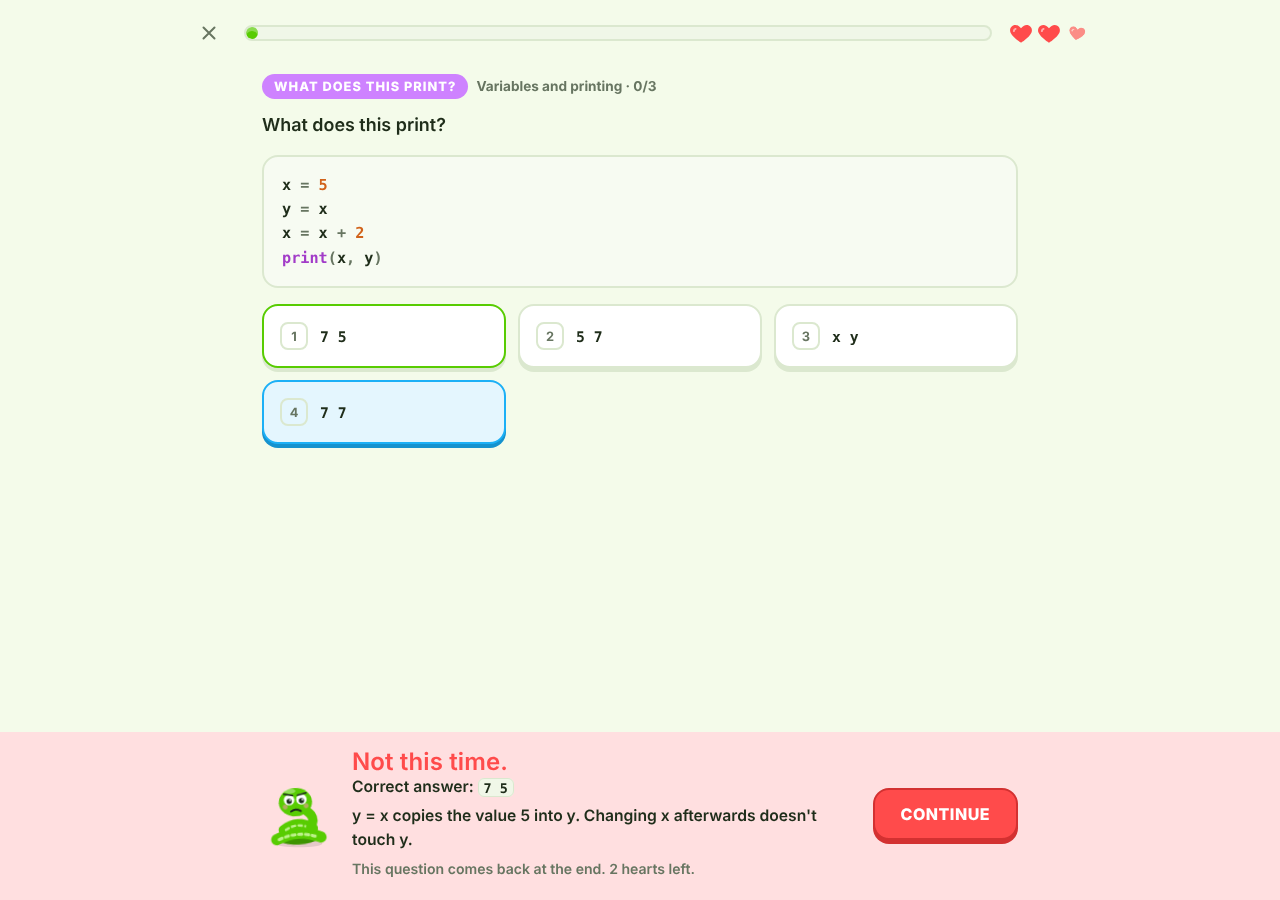 WHAT DOES THIS PRINT? Variables and printing · 0/3
What does this print?
x = 5
y = x
x = x + 2
print(x, y)
1 7 5
2 5 7
3 x y
4 7 7
Not this time.
Correct answer: 7 5
y = x copies the value 5 into y. Changing x afterwards doesn't
touch y.
This question comes back at the end. 2 hearts left.
CONTINUE